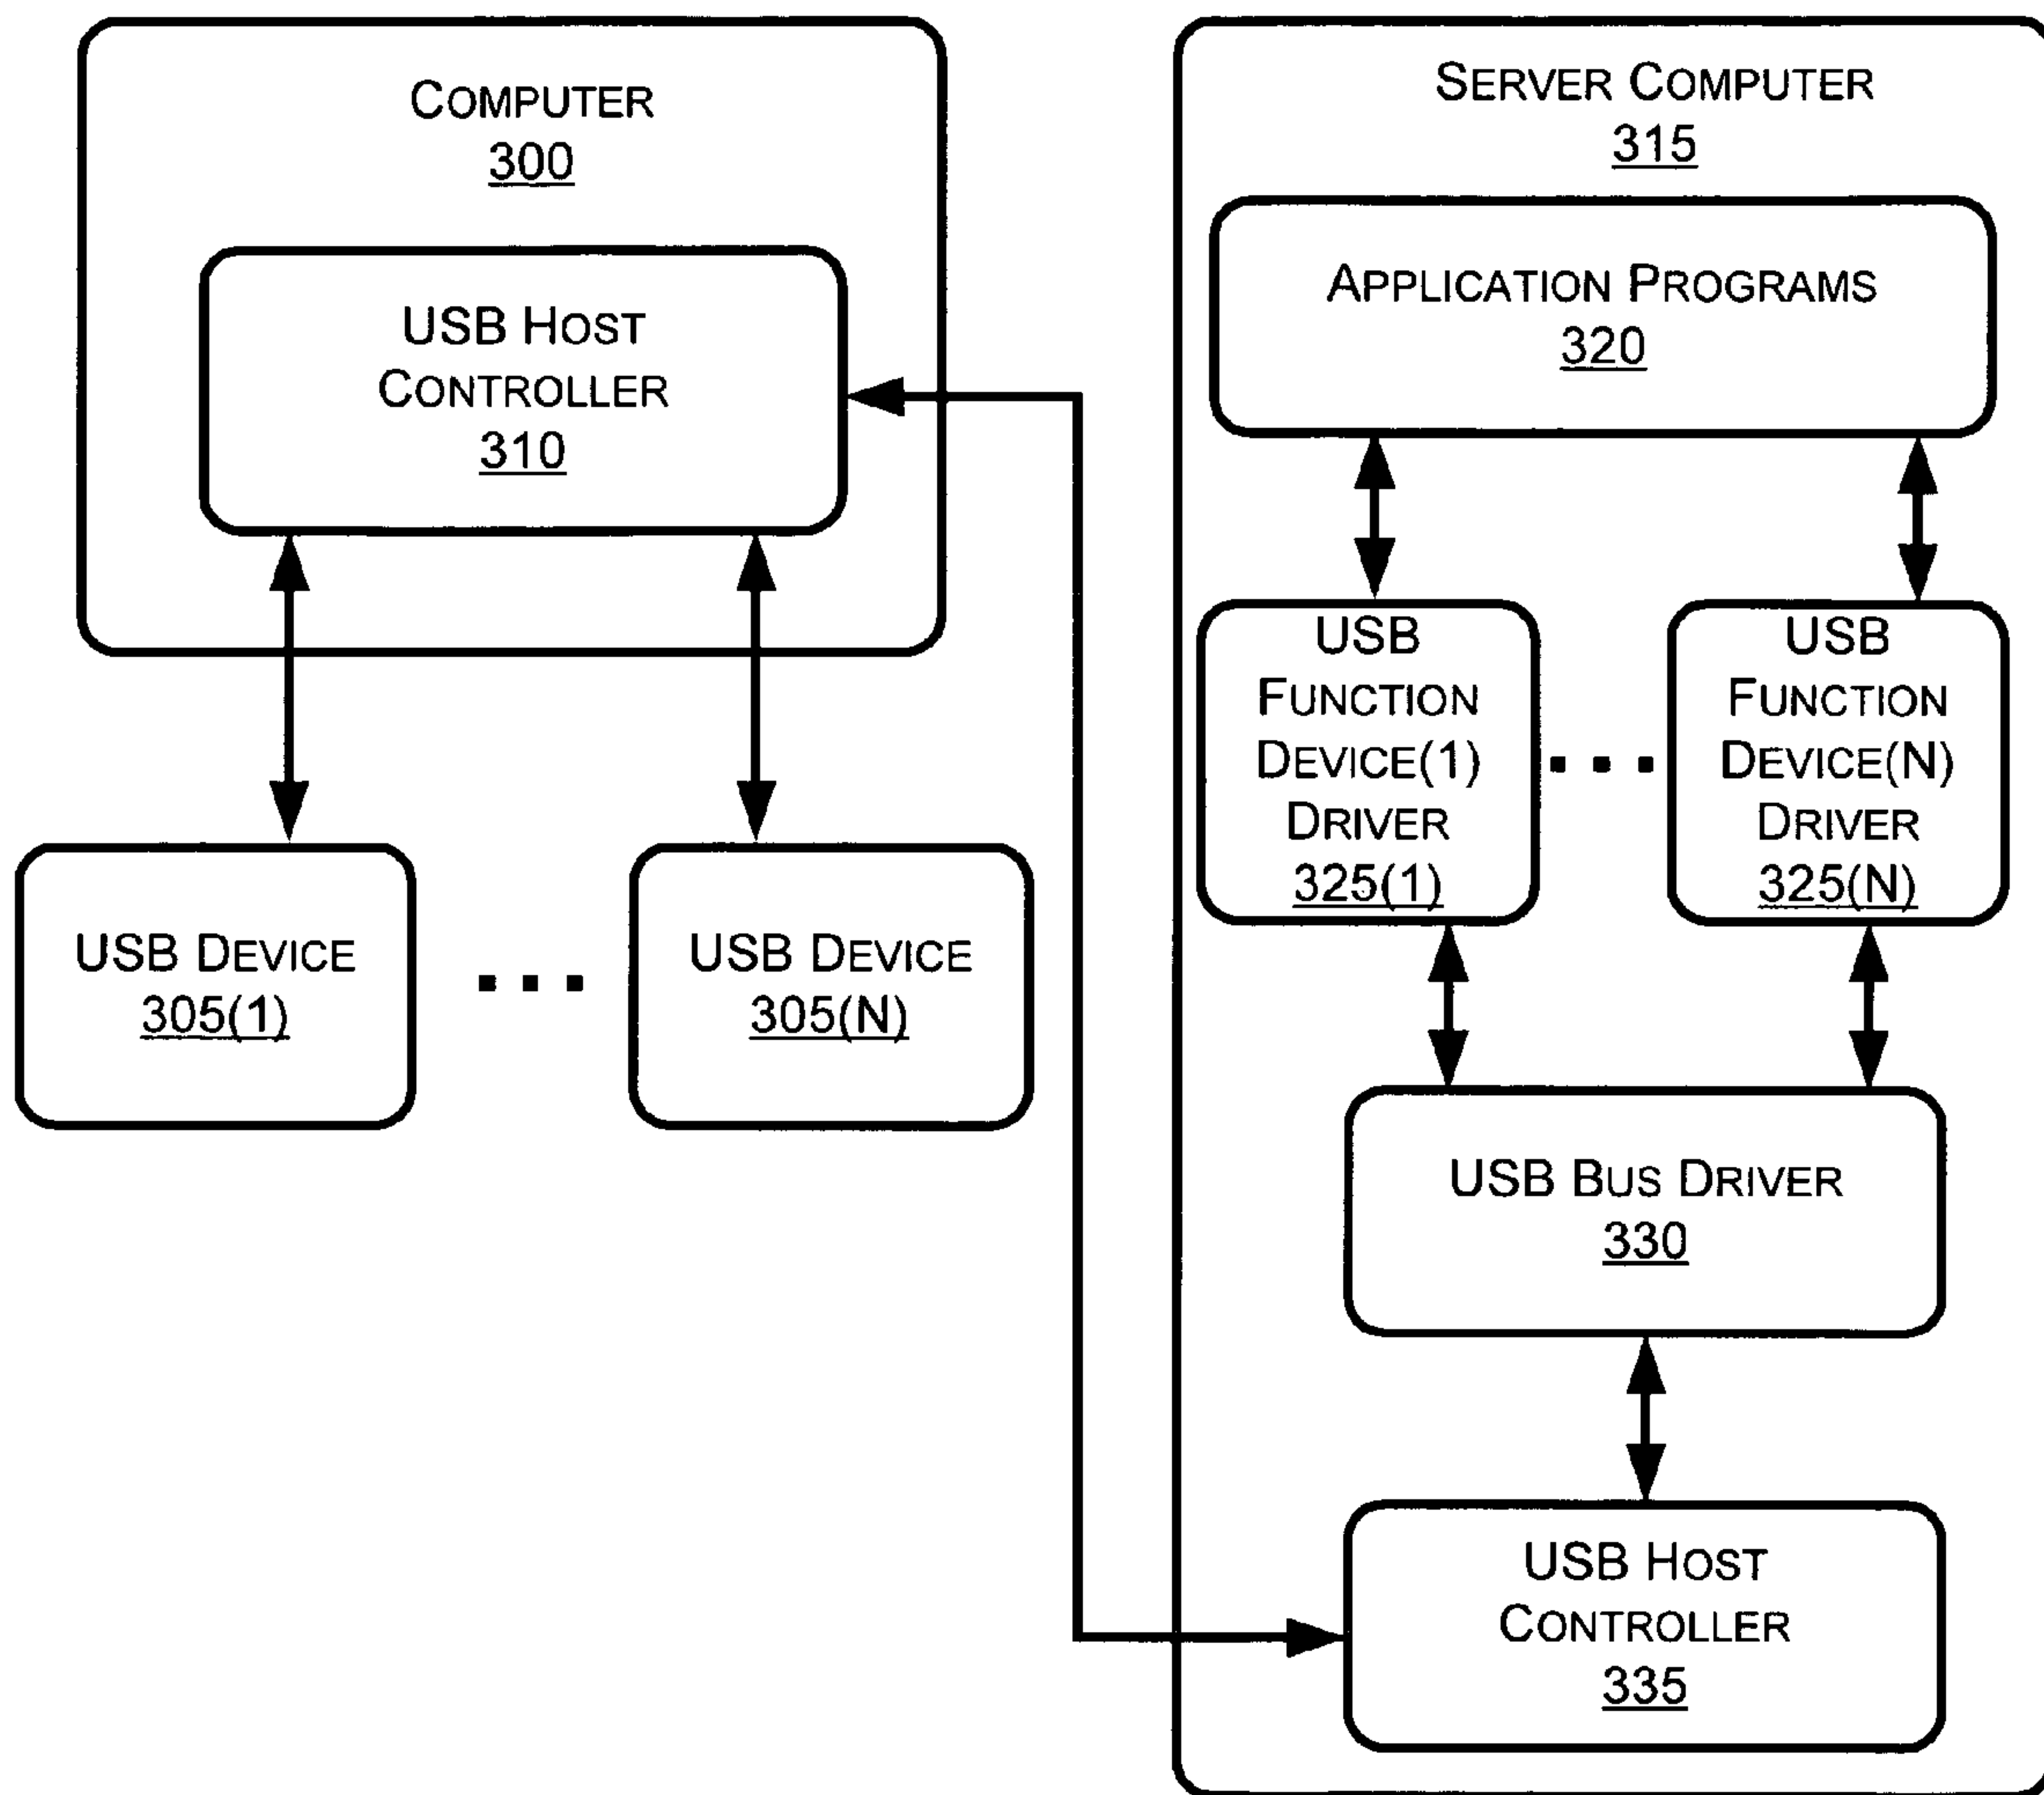 COMPUTER
300
USB HOST
CONTROLLER
310
USB DEVICE
305(1)
USB DEVICE
305(N)
SERVER COMPUTER
315
APPLICATION PROGRAMS
320
USB
FUNCTION
DEVICE(1)
DRIVER
325(1)
USB
FUNCTION
DEVICE(N)
DRIVER
325(N)
USB BUS DRIVER
330
USB HOST
CONTROLLER
335